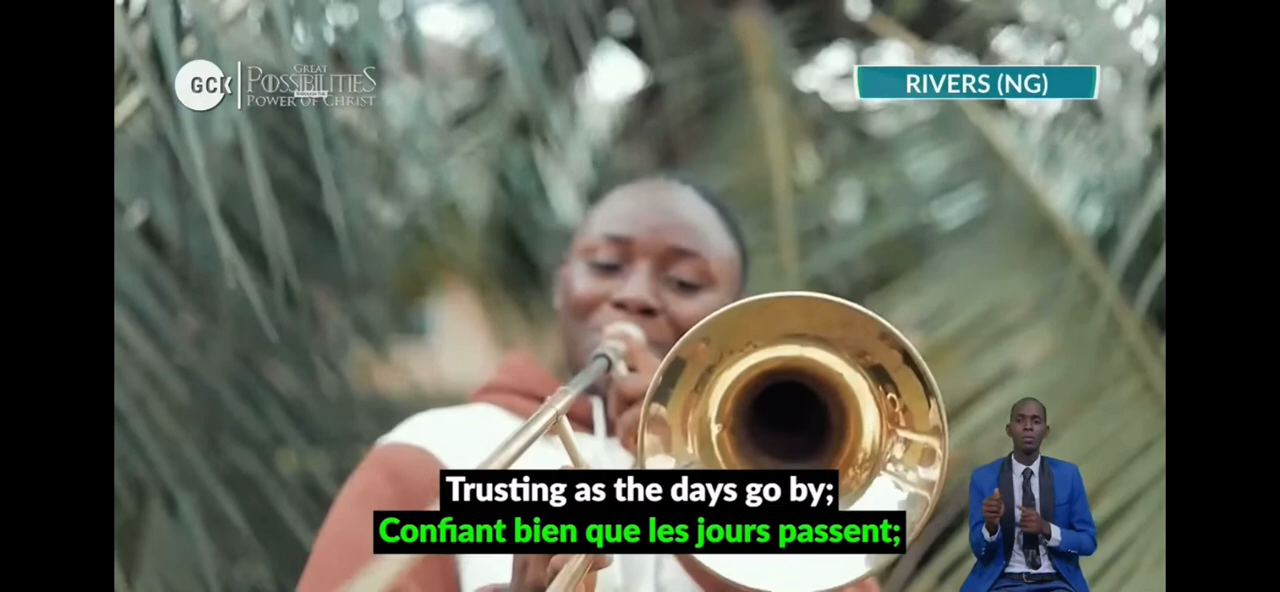 GCK
GREAT
POSSIBILITIES
POWER OF CHRIST
RIVERS (NG)
Trusting as the days go by;
Confiant bien que les jours passent;